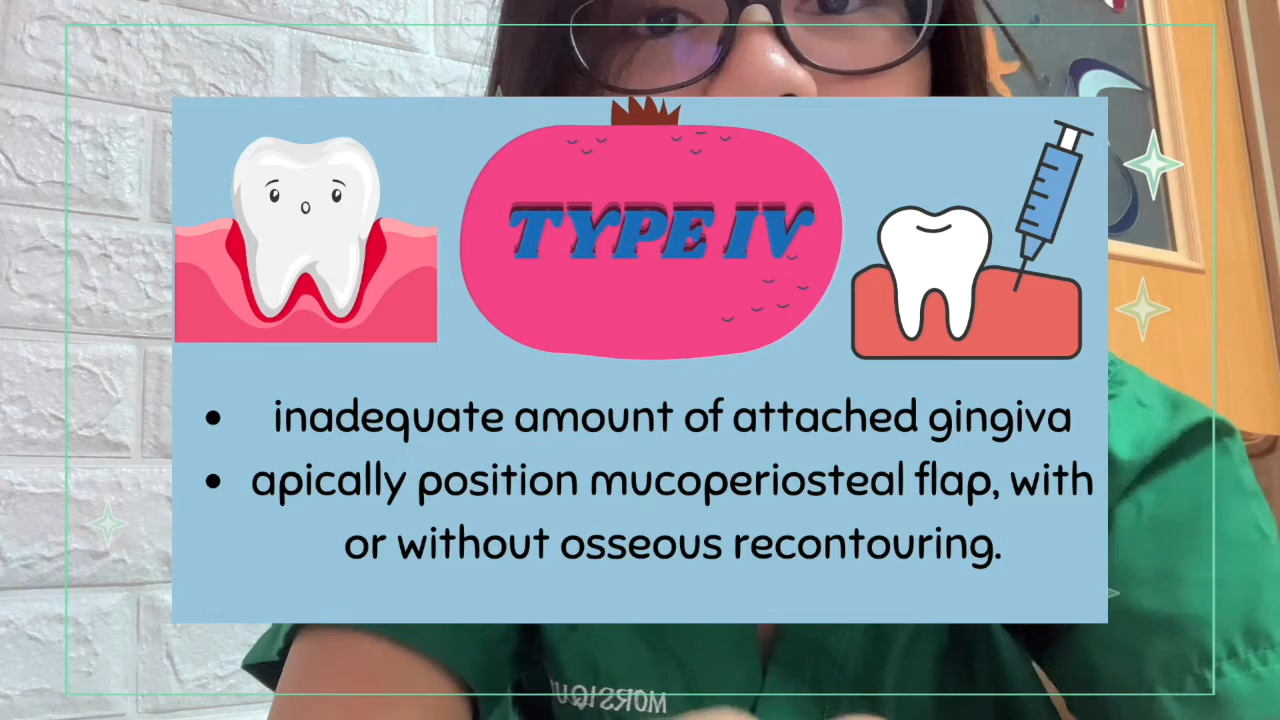 TYPE IV
• inadequate amount of attached gingiva
• apically position mucoperiosteal flap, with
or without osseous recontouring.